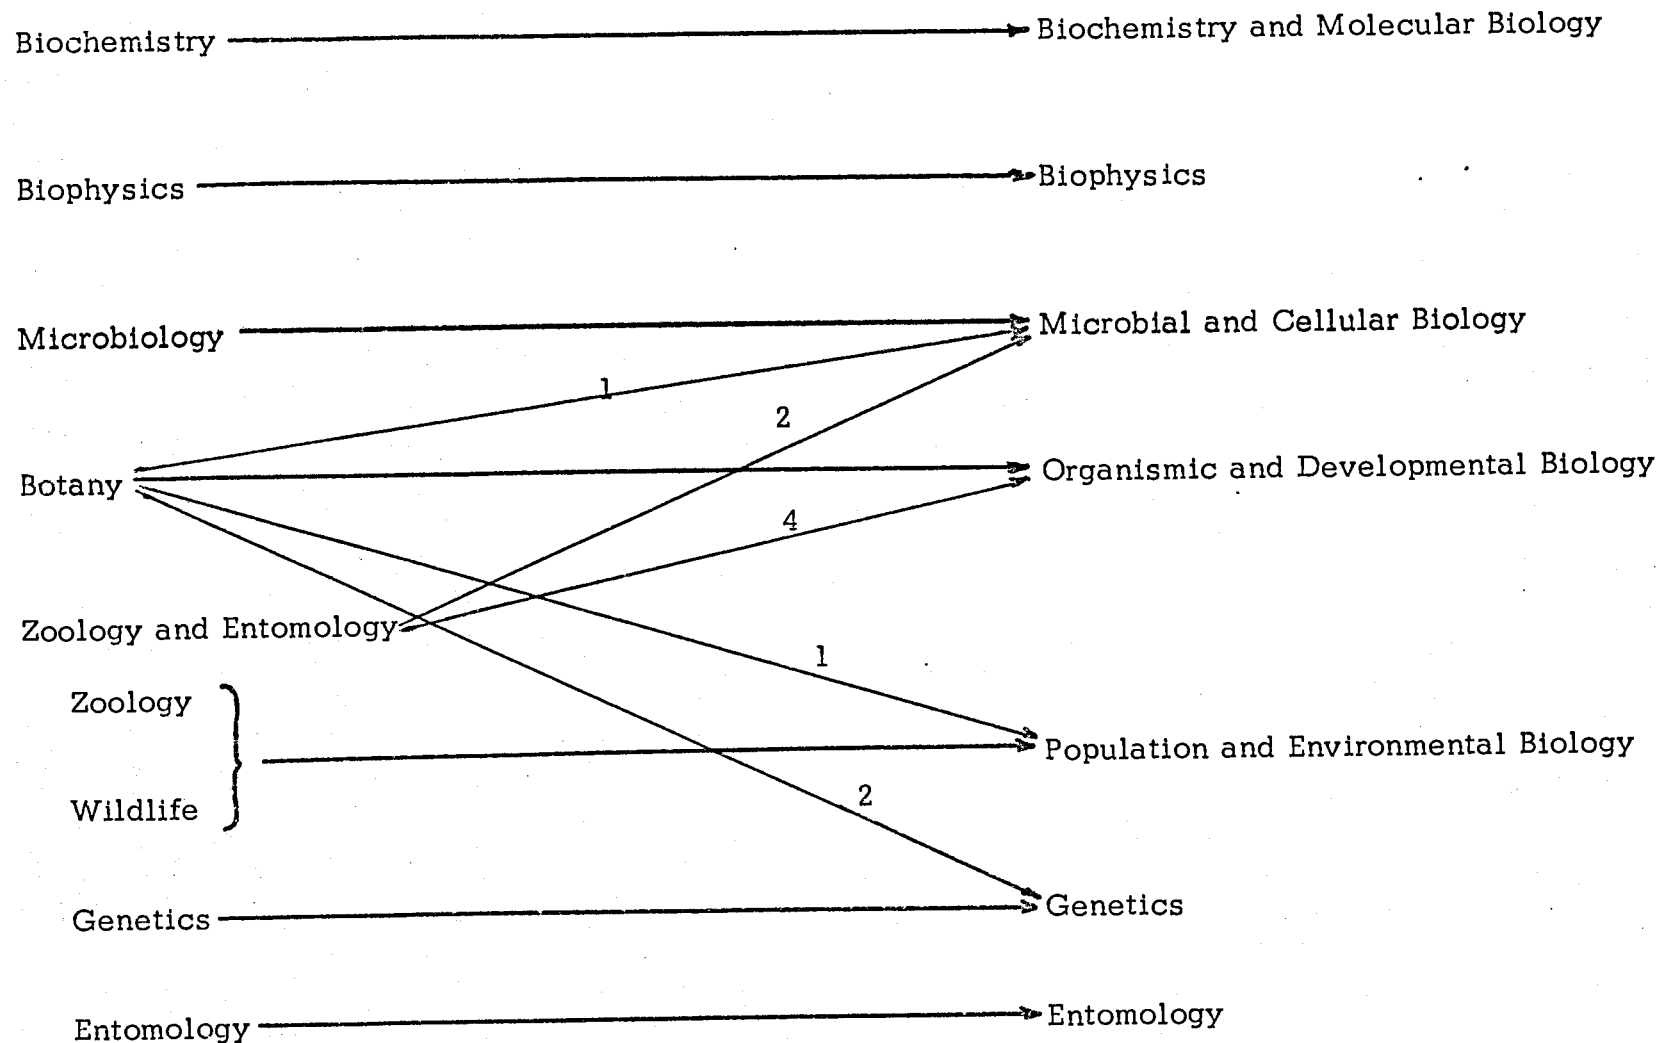 Biochemistry
Biochemistry and Molecular Biology
Biophysics
Biophysics
Microbiology
Microbial and Cellular Biology
1
2
Botany
Organismic and Developmental Biology
4
Zoology and Entomology
1
Zoology
Population and Environmental Biology
Wildlife
2
Genetics
Genetics
Entomology
Entomology